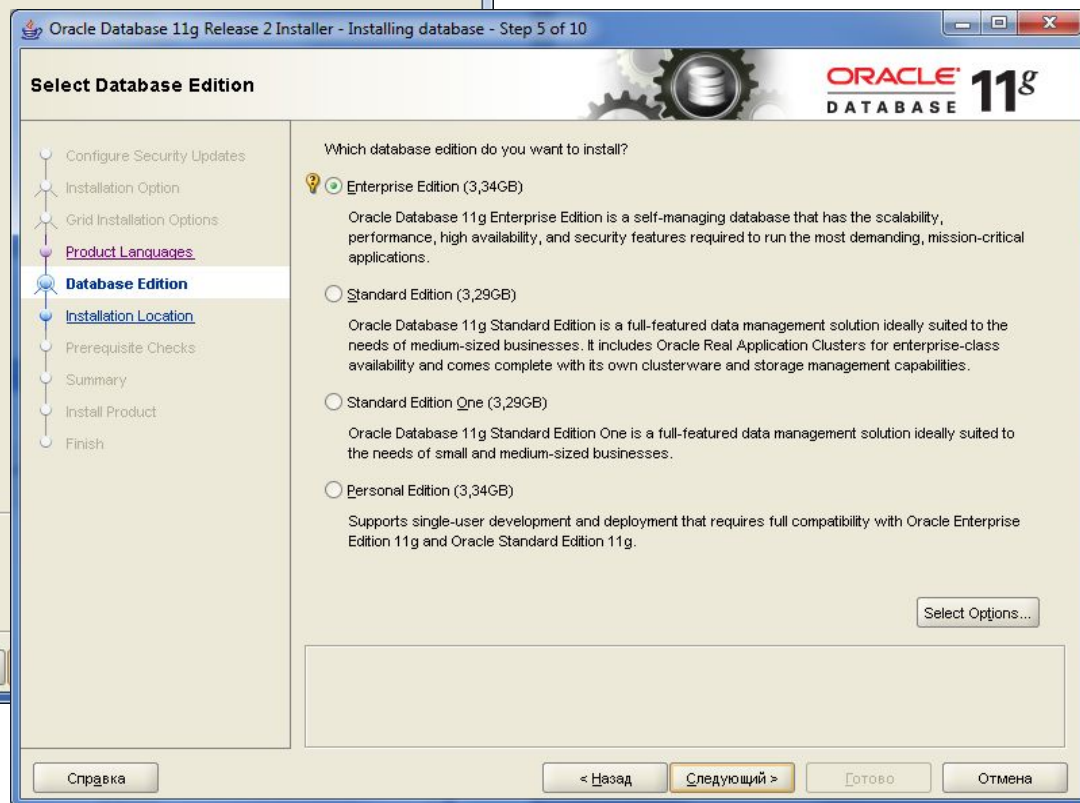 Oracle Database 11g Release 2 Installer - Installing database - Step 5 of 10
Select Database Edition
ORACLE
DATABASE
11g
Configure Security Updates
Installation Option
Grid Installation Options
Product Languages
Database Edition
Installation Location
Prerequisite Checks
Summary
Install Product
Finish
Which database edition do you want to install?
Enterprise Edition (3,34GB)
Oracle Database 11g Enterprise Edition is a self-managing database that has the scalability,
performance, high availability, and security features required to run the most demanding, mission-critical
applications.
Standard Edition (3,29GB)
Oracle Database 11g Standard Edition is a full-featured data management solution ideally suited to the
needs of medium-sized businesses. It includes Oracle Real Application Clusters for enterprise-class
availability and comes complete with its own clusterware and storage management capabilities.
Standard Edition One (3,29GB)
Oracle Database 11g Standard Edition One is a full-featured data management solution ideally suited to
the needs of small and medium-sized businesses.
Personal Edition (3,34GB)
Supports single-user development and deployment that requires full compatibility with Oracle Enterprise
Edition 11g and Oracle Standard Edition 11g.
Select Options...
Справка
< Назад
Следующий >
Готово
Отмена